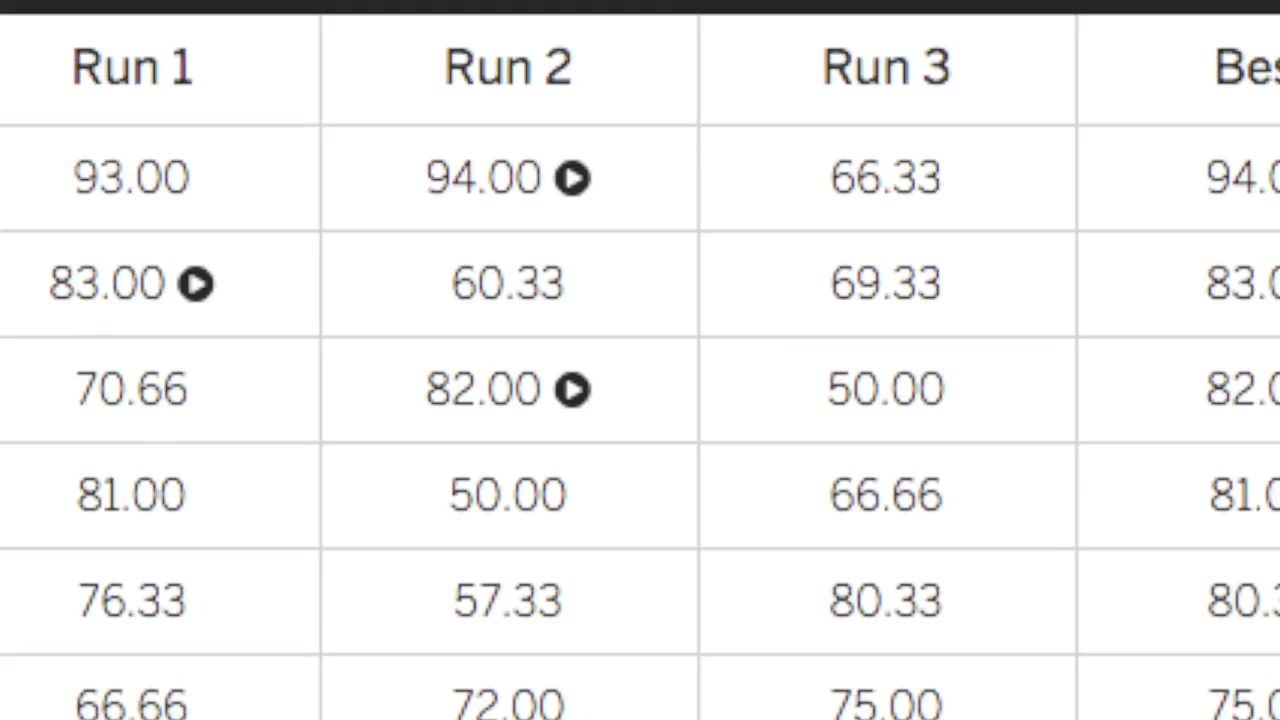 Run 1 Run 2 Run 3
93.00 94.00 66.33
83.00 60.33 69.33
70.66 82.00 50.00
81.00 50.00 66.66
76.33 57.33 80.33
66.66 72.00 75.00